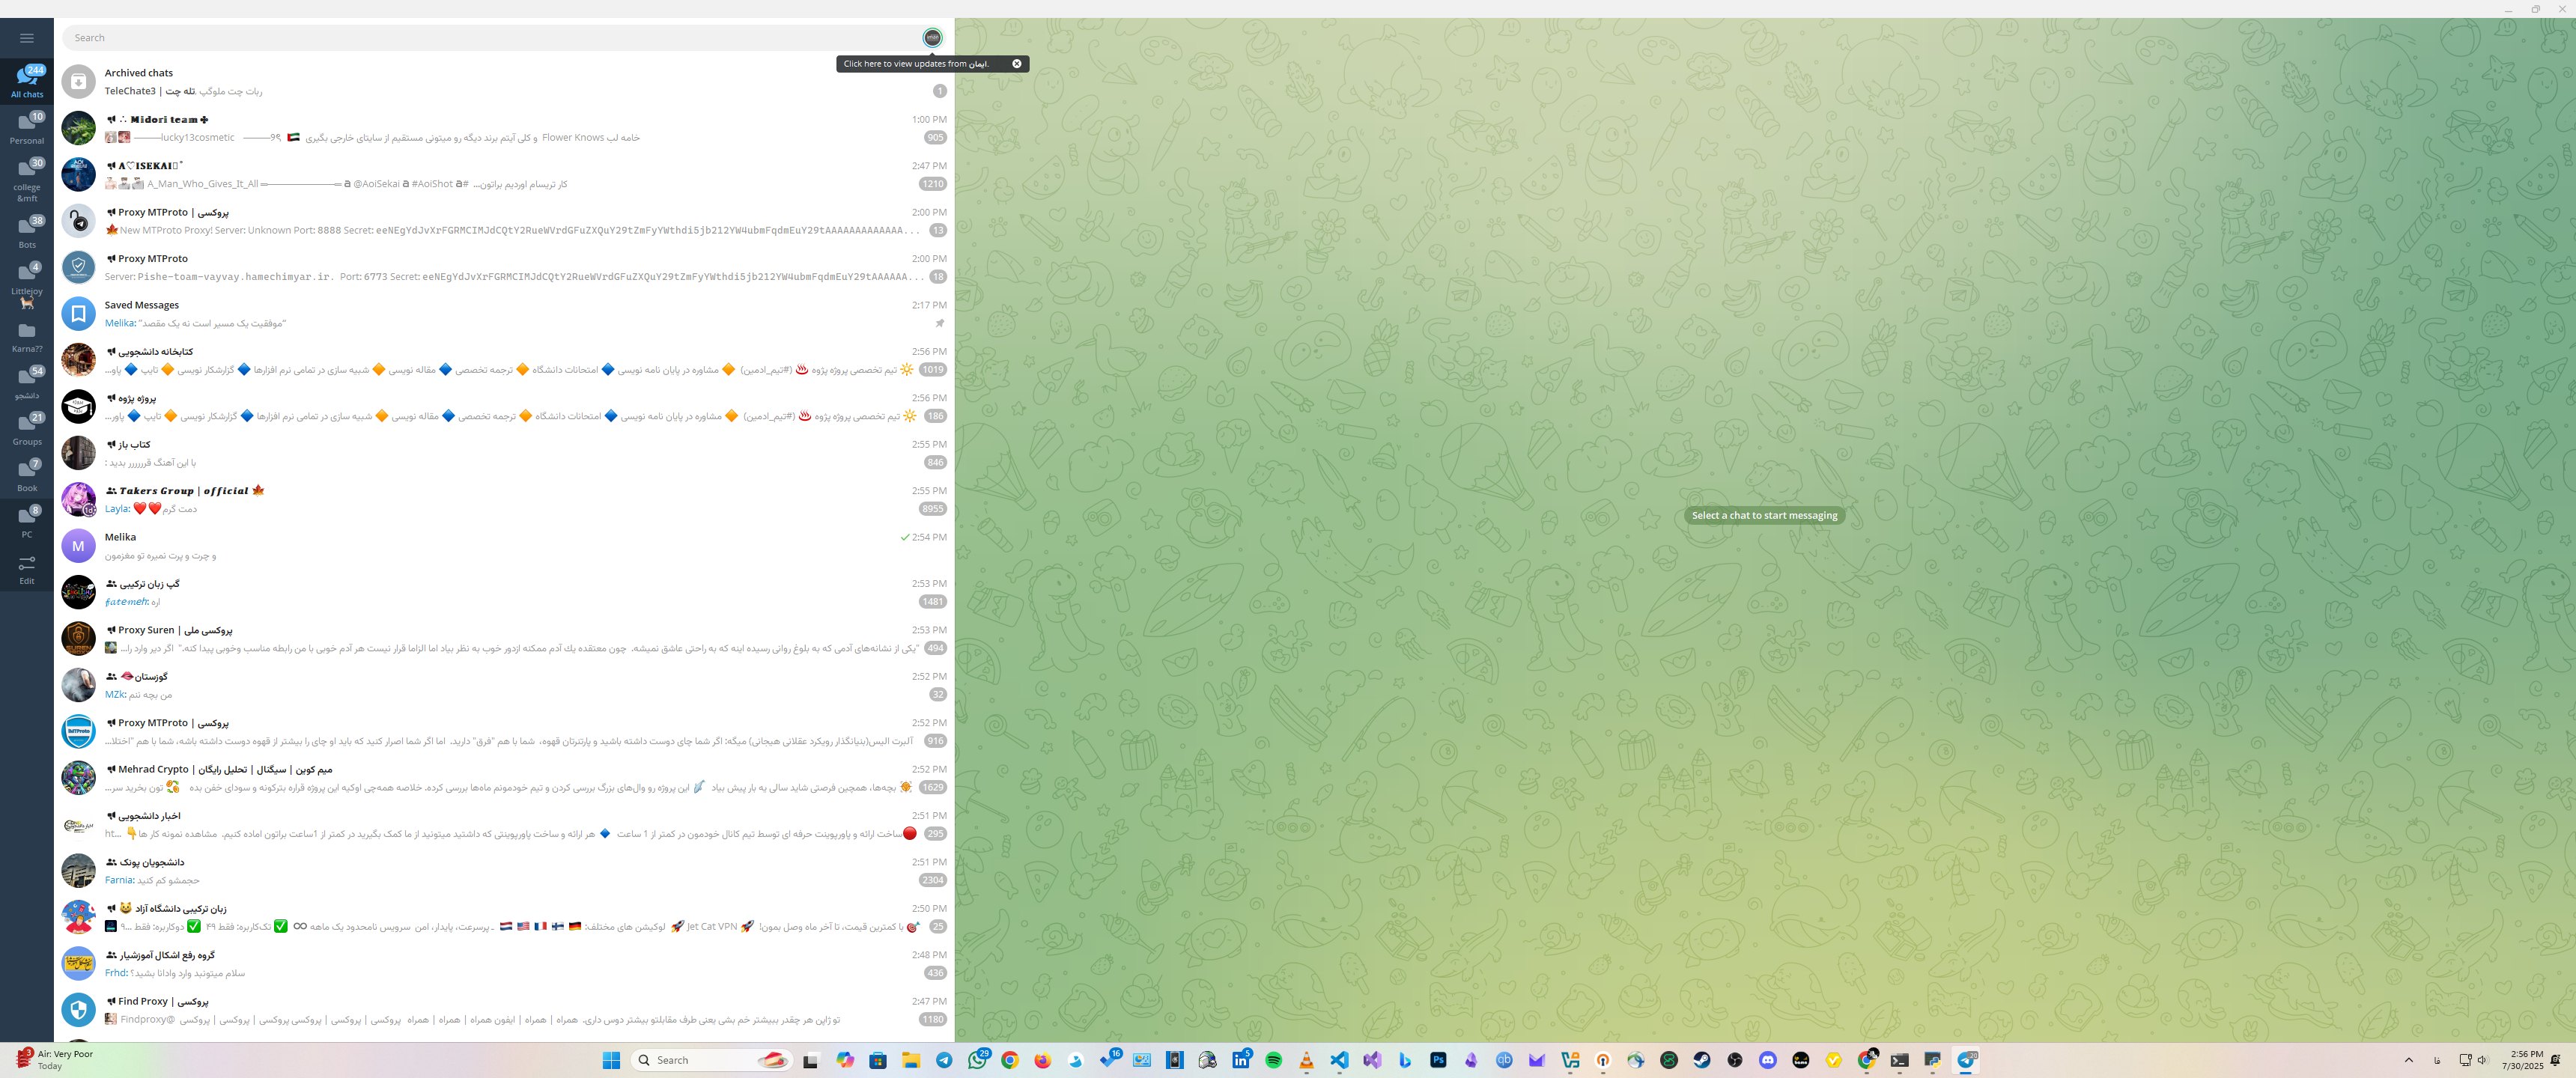 Search
Click here to view updates from ایمان.
244
All chats
10
Personal
30
college
&mft
38
Bots
4
Littlejoy
Karna??
54
دانشجو
21
Groups
7
Book
8
PC
Edit
Archived chats
TeleChate3 | تله چت. ربات چت ملوگپ
1
∴ Midori team ✤ 1:00 PM
lucky13cosmetic ———۹۹ 🇦🇪 خامه لب Flower Knows و کلی آیتم برند دیگه رو میتونی مستقیم از سایتای خارجی بگیری 905
A♡ISEKAI 2:47 PM
A_Man_Who_Gives_It_All @AoiSekai #AoiShot کار تریسام اوردیم براتون... 1210
Proxy MTProto | پروکسی 2:00 PM
🍁New MTProto Proxy! Server: Unknown Port: 8888 Secret: 13
Proxy MTProto 2:00 PM
Server: Pishe-toam-vayvay.hamechimyar.ir. Port: 6773 Secret: 18
Saved Messages 2:17 PM
Melika: "موفقیت یک مسیر است نه یک مقصد"
کتابخانه دانشجویی 2:56 PM
🔆 تیم تخصصی پروژه پژوه ♨️ (#تیم_ادمین) 🔶 مشاوره در پایان نامه نویسی 🔷 امتحانات دانشگاه 🔶 ترجمه تخصصی 🔷 مقاله نویسی 🔶 شبیه سازی در تمامی نرم افزارها 🔷 گزارشکار نویسی 🔶 تایپ 🔷 پاو... 1019
پروژه پژوه 2:56 PM
🔆 تیم تخصصی پروژه پژوه ♨️ (#تیم_ادمین) 🔶 مشاوره در پایان نامه نویسی 🔷 امتحانات دانشگاه 🔶 ترجمه تخصصی 🔷 مقاله نویسی 🔶 شبیه سازی در تمامی نرم افزارها 🔷 گزارشکار نویسی 🔶 تایپ 🔷 پاور... 186
کتاب باز 2:55 PM
با این آهنگ قرررررر بدید : 846
Takers Group | official 🍁 2:55 PM
Layla: ❤️❤️دمت گرم 8955
M
Melika 2:54 PM
و چرت و پرت نمیره تو مغزمون
گپ زبان ترکیبی 2:53 PM
fatemeh: اره 1481
Proxy Suren | پروکسی ملی 2:53 PM
"یکی از نشانه‌های آدمی که به بلوغ روانی رسیده اینه که به راحتی عاشق نمیشه. چون معتقده یك آدم ممکنه ازدور خوب به نظر بیاد اما الزاما قرار نیست هر آدم خوبی با من رابطه مناسب وخوبی پیدا کنه." اگر دیر وارد را... 494
گوزستان 2:52 PM
MZk: من بچه ننم 32
Proxy MTProto | پروکسی 2:52 PM
آلبرت الیس(بنیانگذار رویکرد عقلانی هیجانی) میگه: اگر شما چای دوست داشته باشید و پارتنرتان قهوه، شما با هم "فرق" دارید. اما اگر شما اصرار کنید که باید او چای را بیشتر از قهوه دوست داشته باشه، شما با هم "اختلا... 916
Mehrad Crypto | میم کوین | سیگنال | تحلیل رایگان 2:52 PM
بچه‌ها، همچین فرصتی شاید سالی یه بار پیش بیاد این پروژه رو وال‌های بزرگ بررسی کردن و تیم خودمونم ماه‌ها بررسی کرده. خلاصه همه‌چی اوکیه این پروژه قراره بترکونه و سودای خفن بده تون بخرید سر... 1629
اخبار دانشجویی 2:51 PM
🔴ساخت ارائه و پاورپوینت حرفه ای توسط تیم کانال خودمون در کمتر از 1 ساعت 🔹 هر ارائه و ساخت پاورپوینتی که داشتید میتونید از ما کمک بگیرید در کمتر از 1ساعت براتون اماده کنیم. مشاهده نمونه کار ها👇 ht... 295
دانشجویان پونک 2:51 PM
Farnia: حجمشو کم کنید 2304
😺 زبان ترکیبی دانشگاه آزاد 2:50 PM
🎯 با کمترین قیمت، تا آخر ماه وصل بمون! 🚀 Jet Cat VPN 🚀 لوکیشن های مختلف: 🇩🇪 🇫🇮 🇫🇷 🇺🇸 🇳🇱 ـ پرسرعت، پایدار، امن سرویس نامحدود یک ماهه ♾ ✅ تک‌کاربره: فقط ۴۹ ✅ دوکاربره: فقط ۹... 25
گروه رفع اشکال آموزشیار 2:48 PM
Frhd: سلام میتونید وارد وادانا بشید؟ 436
Find Proxy | پروکسی 2:47 PM
تو ژاپن هر چقدر بییشتر خم بشی یعنی طرف مقابلتو بیشتر دوس داری. همراه | همراه | ایفون همراه | همراه | همراه پروکسی | پروکسی | پروکسی پروکسی | پروکسی | پروکسی @Findproxy 1180
Select a chat to start messaging
3
Air: Very Poor
Today
Search
29
16
5
فا
2:56 PM
7/30/2025